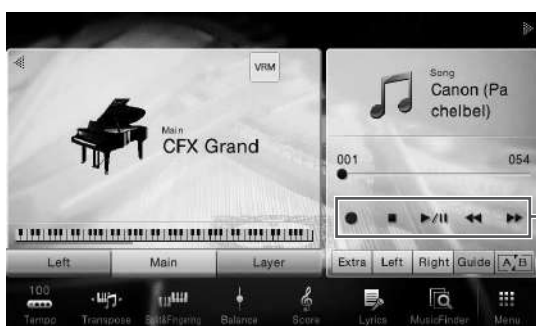 VRM
Main
CFX Grand
Song
Canon (Pa
chelbel)
001 054
Left Main Layer
Extra Left Right Guide A B
100
Tempo Transpose Split&Fingering Balance Score Lyrics MusicFinder Menu